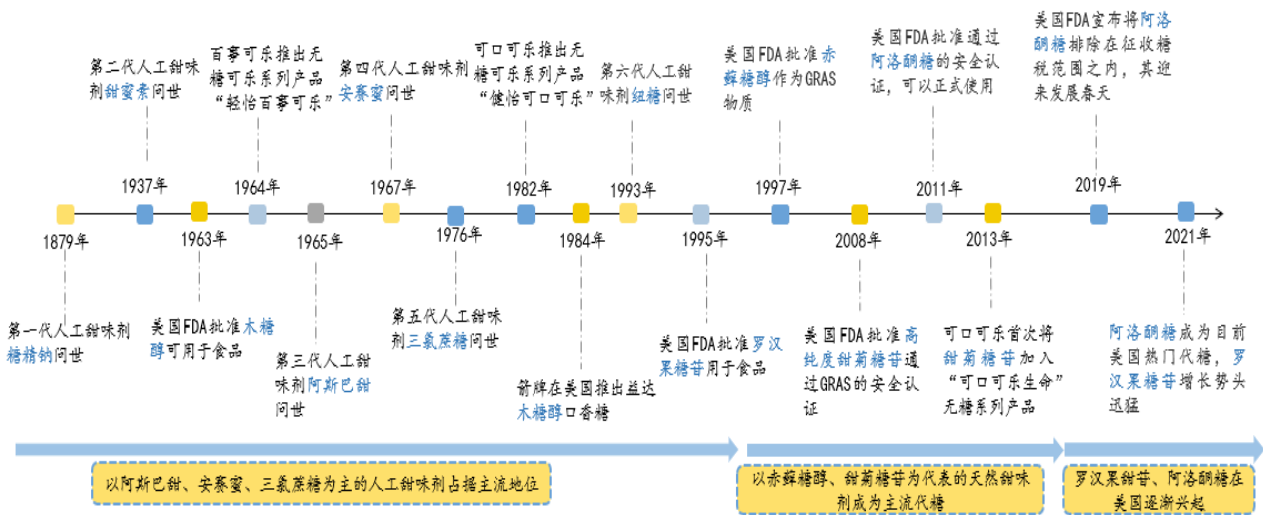 第二代人工甜味
剂甜蜜素问世
百事可乐推出无
糖可乐系列产品
“轻怡百事可乐”
第四代人工甜味剂
安赛蜜问世
可口可乐推出无
糖可乐系列产品
“健怡可口可乐”
第六代人工甜
味剂纽糖问世
美国FDA批准赤
藓糖醇作为GRAS
物质
美国FDA批准通过
阿洛酮糖的安全认
证，可以正式使用
美国FDA宣布将阿洛
酮糖排除在征收糖
税范围之内，其迎
来发展春天
1937年
1964年
1967年
1982年
1993年
1997年
2011年
2019年
1879年
1963年
1965年
1976年
1984年
1995年
2008年
2013年
2021年
第一代人工甜味剂
糖精钠问世
美国FDA批准木糖
醇可用于食品
第三代人工甜
味剂阿斯巴甜
问世
第五代人工甜味
剂三氯蔗糖问世
箭牌在美国推出益达
木糖醇口香糖
美国FDA批准罗汉
果糖苷用于食品
美国FDA批准高
纯度甜菊糖苷通
过GRAS的安全认
证
可口可乐首次将
甜菊糖苷加入
“可口可乐生命”
无糖系列产品
阿洛酮糖成为目前
美国热门代糖，罗
汉果糖苷增长势头
迅猛
以阿斯巴甜、安赛蜜、三氯蔗糖为主的人工甜味剂占据主流地位
以赤藓糖醇、甜菊糖苷为代表的天然甜味
剂成为主流代糖
罗汉果甜苷、阿洛酮糖在
美国逐渐兴起